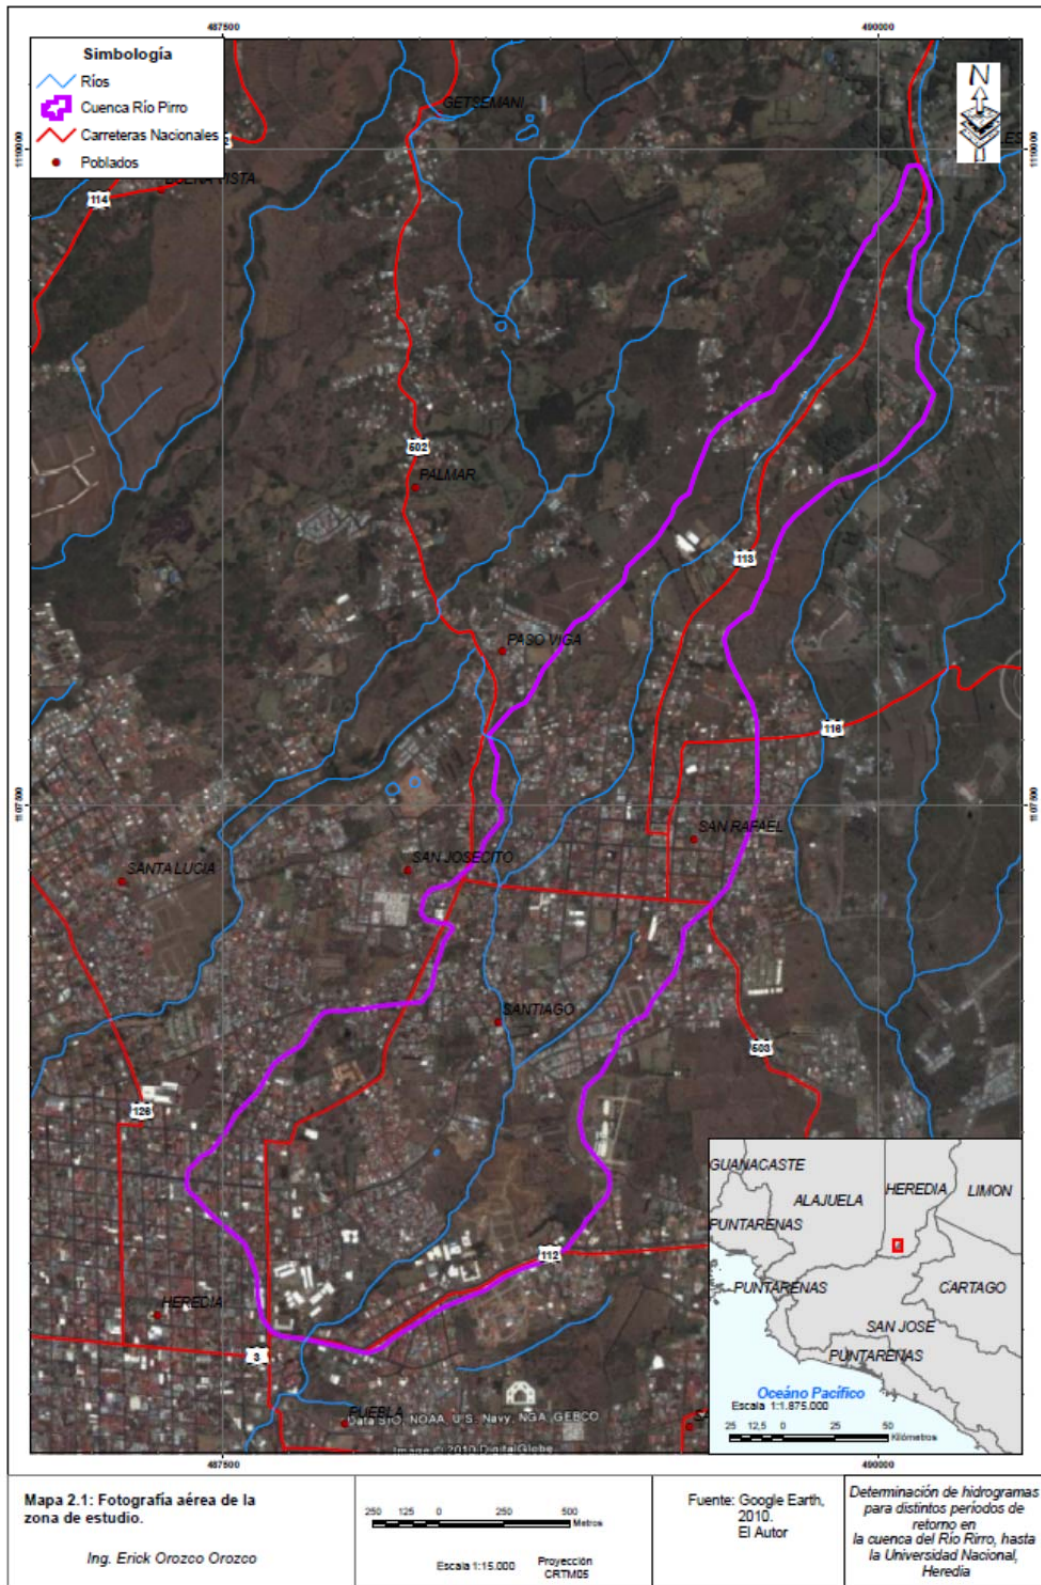 487500
490000
Simbología
Ríos
Cuenca Río Pirro
Carreteras Nacionales
Poblados
N
GETSEMANI
1110000
1110000
BUENA VISTA
114
502
PALMAR
113
PASO VIGA
116
1107500
1107500
SAN RAFAEL
SAN JOSECITO
SANTA LUCIA
SANTIAGO
503
126
GUANACASTE
ALAJUELA
HEREDIA
LIMON
PUNTARENAS
112
PUNTARENAS
CARTAGO
HEREDIA
SAN JOSE
PUNTARENAS
3
Oceáno Pacífico
Escala 1:1.875.000
25 12,5 0 25 50
Kilómetros
PUEBLA
Data SIO, NOAA, U.S. Navy, NGA, GEBCO
Image © 2010 DigitalGlobe
487500
490000
Mapa 2.1: Fotografía aérea de la
zona de estudio.
Ing. Erick Orozco Orozco
250 125 0 250 500
Metros
Escala 1:15.000
Proyección
CRTM05
Fuente: Google Earth,
2010.
El Autor
Determinación de hidrogramas
para distintos períodos de
retorno en
la cuenca del Río Rirro, hasta
la Universidad Nacional,
Heredia